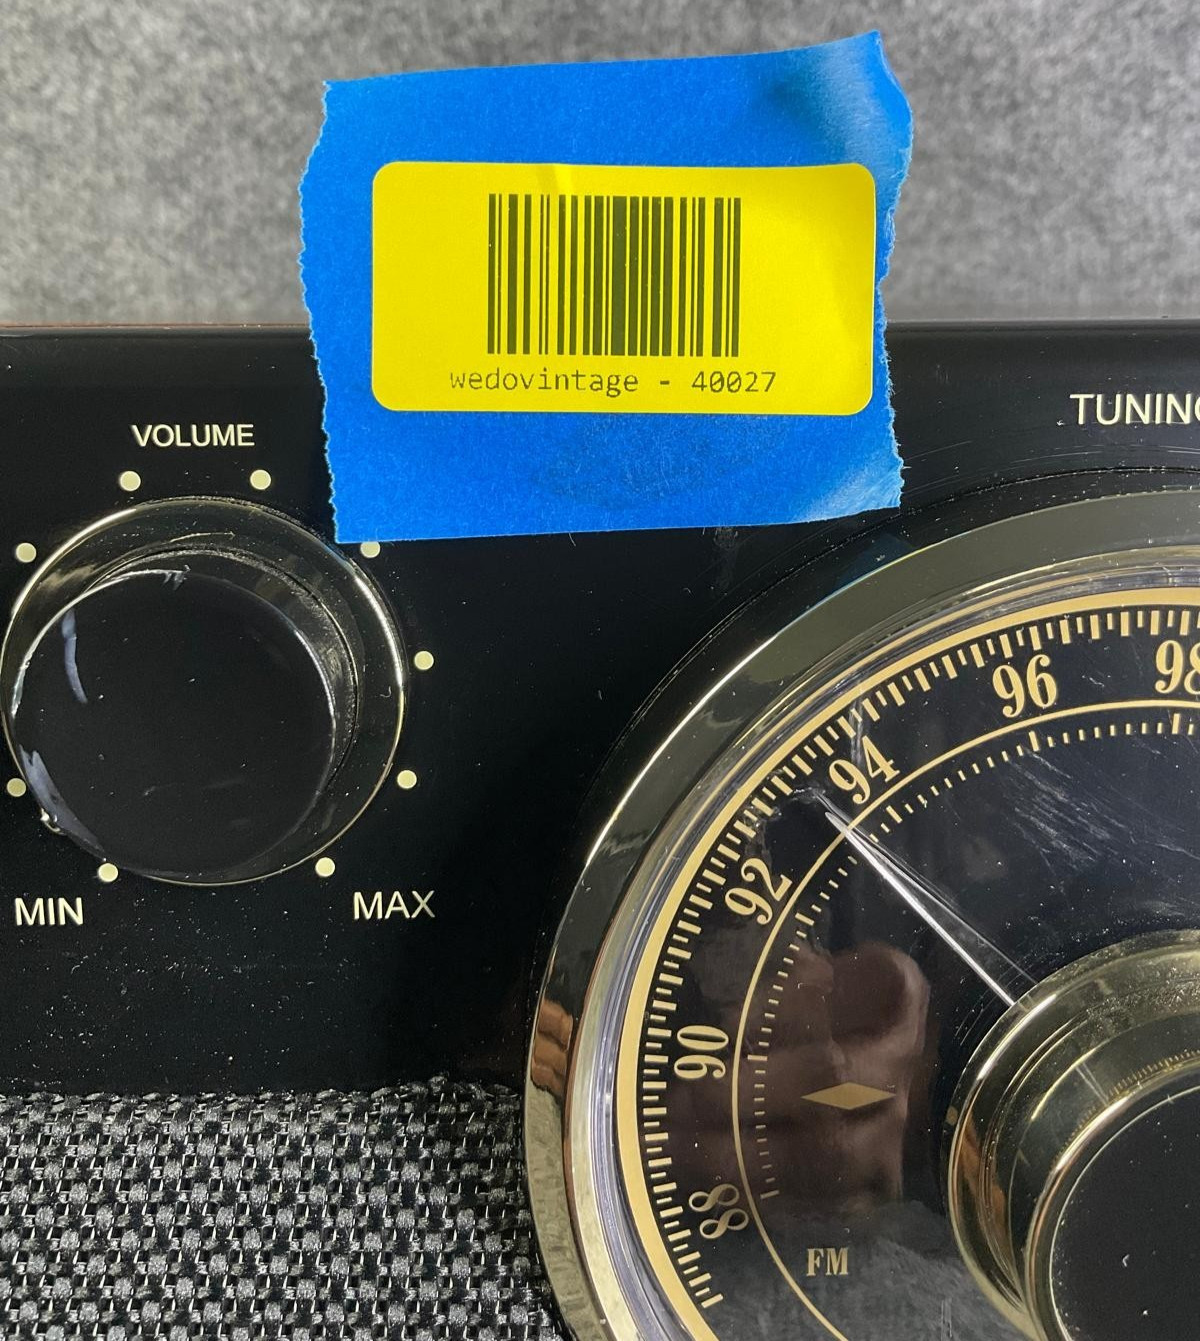 wedovintage - 40027
VOLUME
TUNING
MIN
MAX
88
90
92
94
96
98
FM